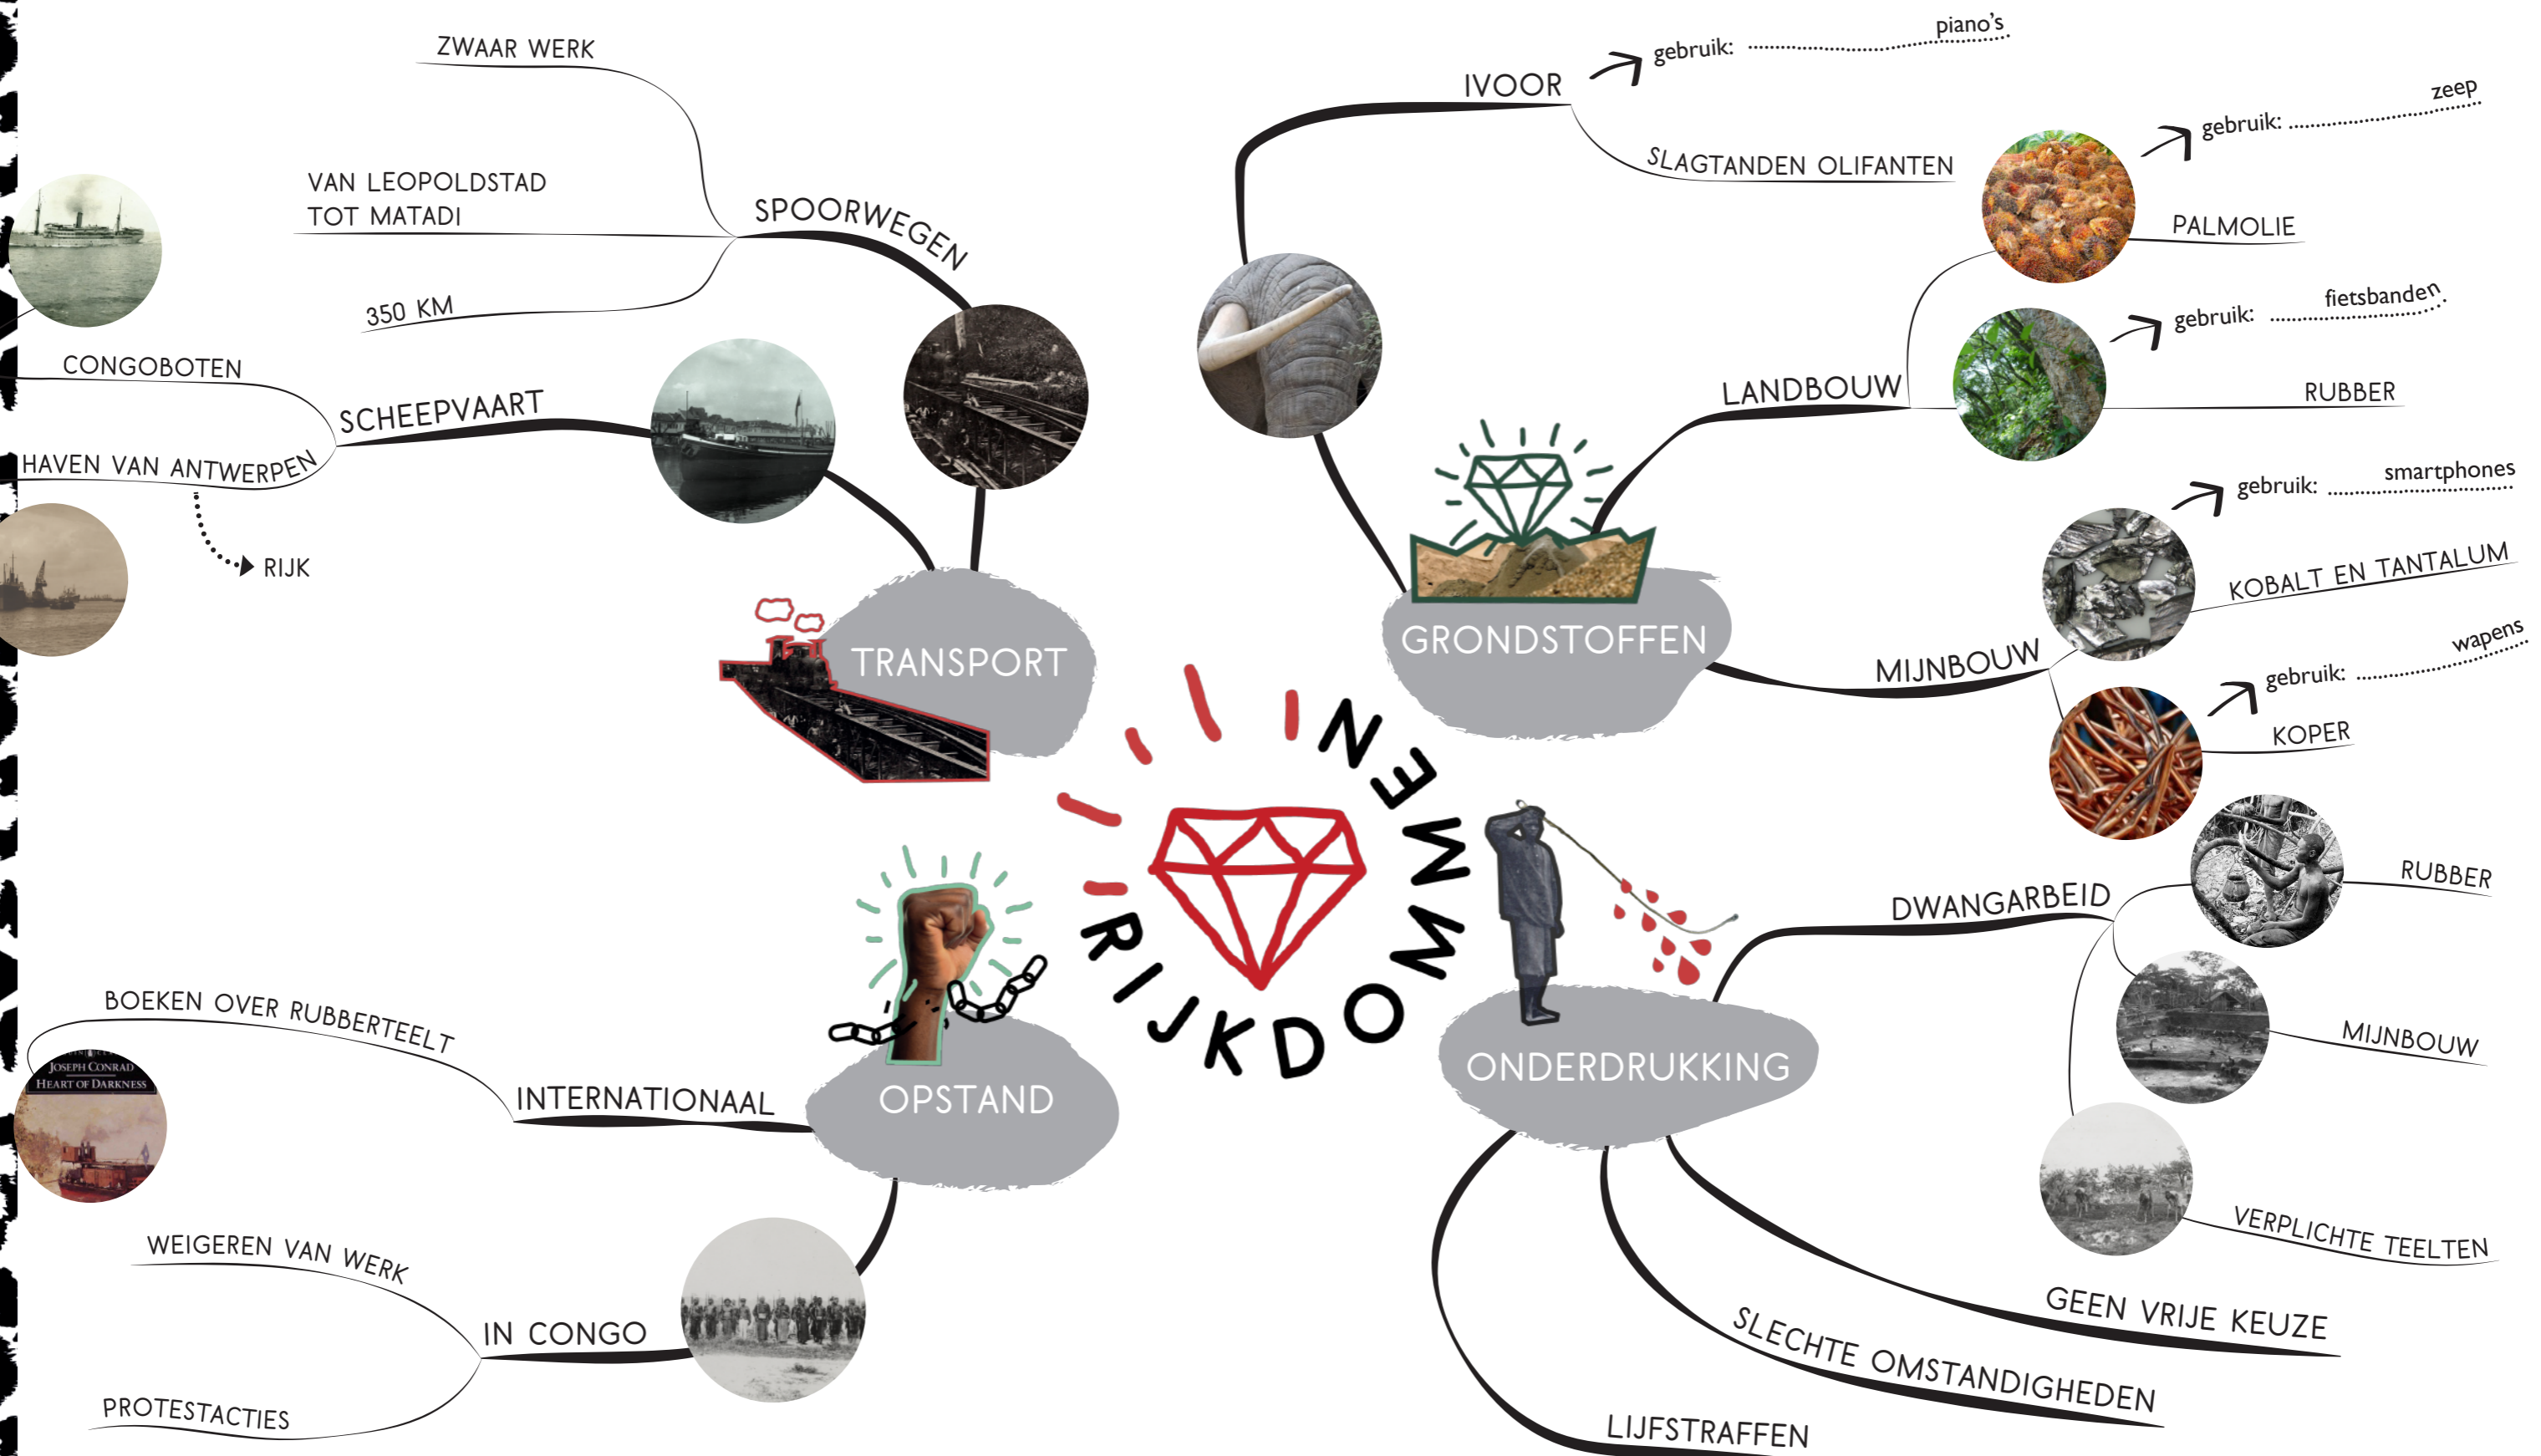 ZWAAR WERK
VAN LEOPOLDSTAD
TOT MATADI
350 KM
SPOORWEGEN
CONGOBOTEN
SCHEEPVAART
HAVEN VAN ANTWERPEN
RIJK
TRANSPORT
IVOOR
gebruik: piano's
SLAGTANDEN OLIFANTEN
gebruik: zeep
PALMOLIE
gebruik: fietsbanden
LANDBOUW
RUBBER
gebruik: smartphones
KOBALT EN TANTALUM
GRONDSTOFFEN
MIJNBOUW
gebruik: wapens
KOPER
RIJKDOMMEN
BOEKEN OVER RUBBERTEELT
JOSEPH CONRAD
HEART OF DARKNESS
INTERNATIONAAL
OPSTAND
WEIGEREN VAN WERK
IN CONGO
PROTESTACTIES
DWANGARBEID
RUBBER
MIJNBOUW
VERPLICHTE TEELTEN
ONDERDRUKKING
GEEN VRIJE KEUZE
SLECHTE OMSTANDIGHEDEN
LIJFSTRAFFEN